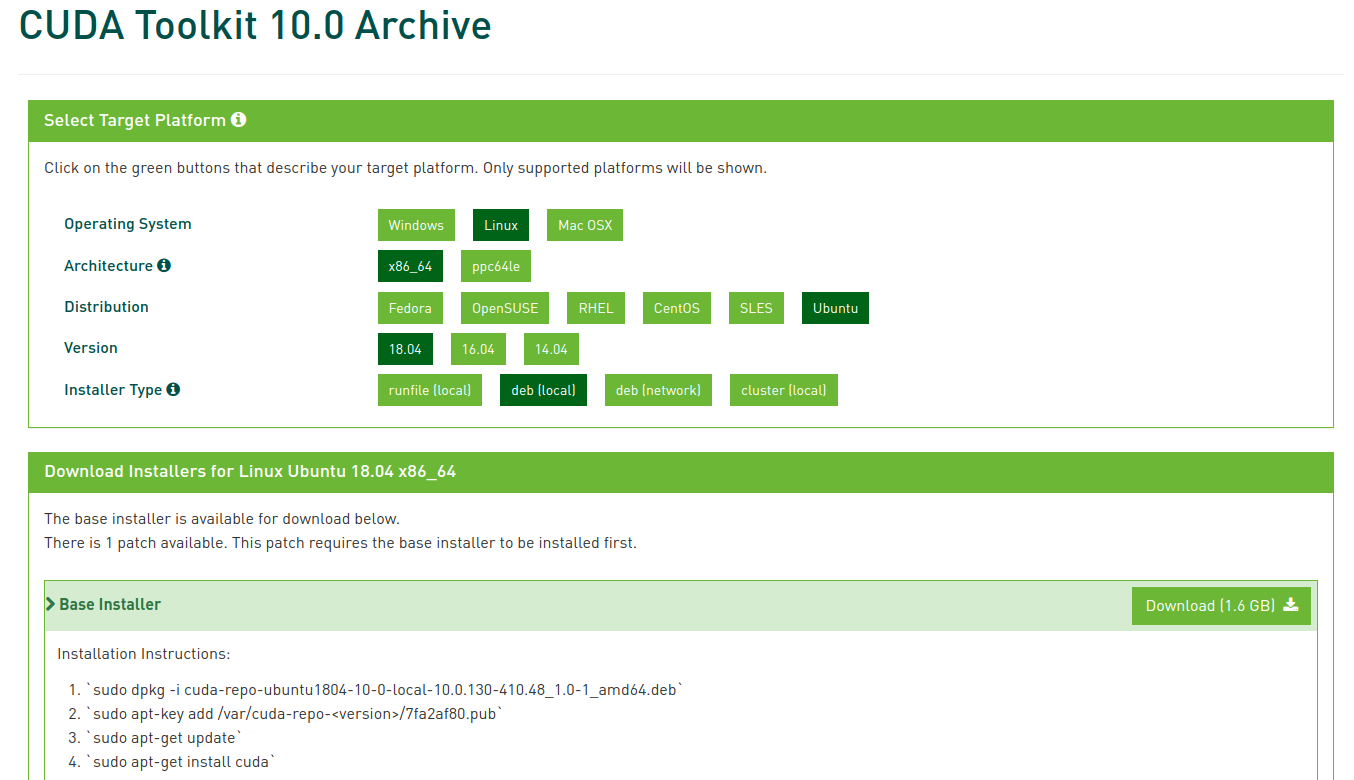 CUDA Toolkit 10.0 Archive
Select Target Platform
Click on the green buttons that describe your target platform. Only supported platforms will be shown.
Operating System Windows Linux Mac OSX
Architecture x86_64 ppc64le
Distribution Fedora OpenSUSE RHEL CentOS SLES Ubuntu
Version 18.04 16.04 14.04
Installer Type runfile (local) deb (local) deb (network) cluster (local)
Download Installers for Linux Ubuntu 18.04 x86_64
The base installer is available for download below.
There is 1 patch available. This patch requires the base installer to be installed first.
Base Installer Download (1.6 GB)
Installation Instructions:
1. `sudo dpkg -i cuda-repo-ubuntu1804-10-0-local-10.0.130-410.48_1.0-1_amd64.deb`
2. `sudo apt-key add /var/cuda-repo-<version>/7fa2af80.pub`
3. `sudo apt-get update`
4. `sudo apt-get install cuda`